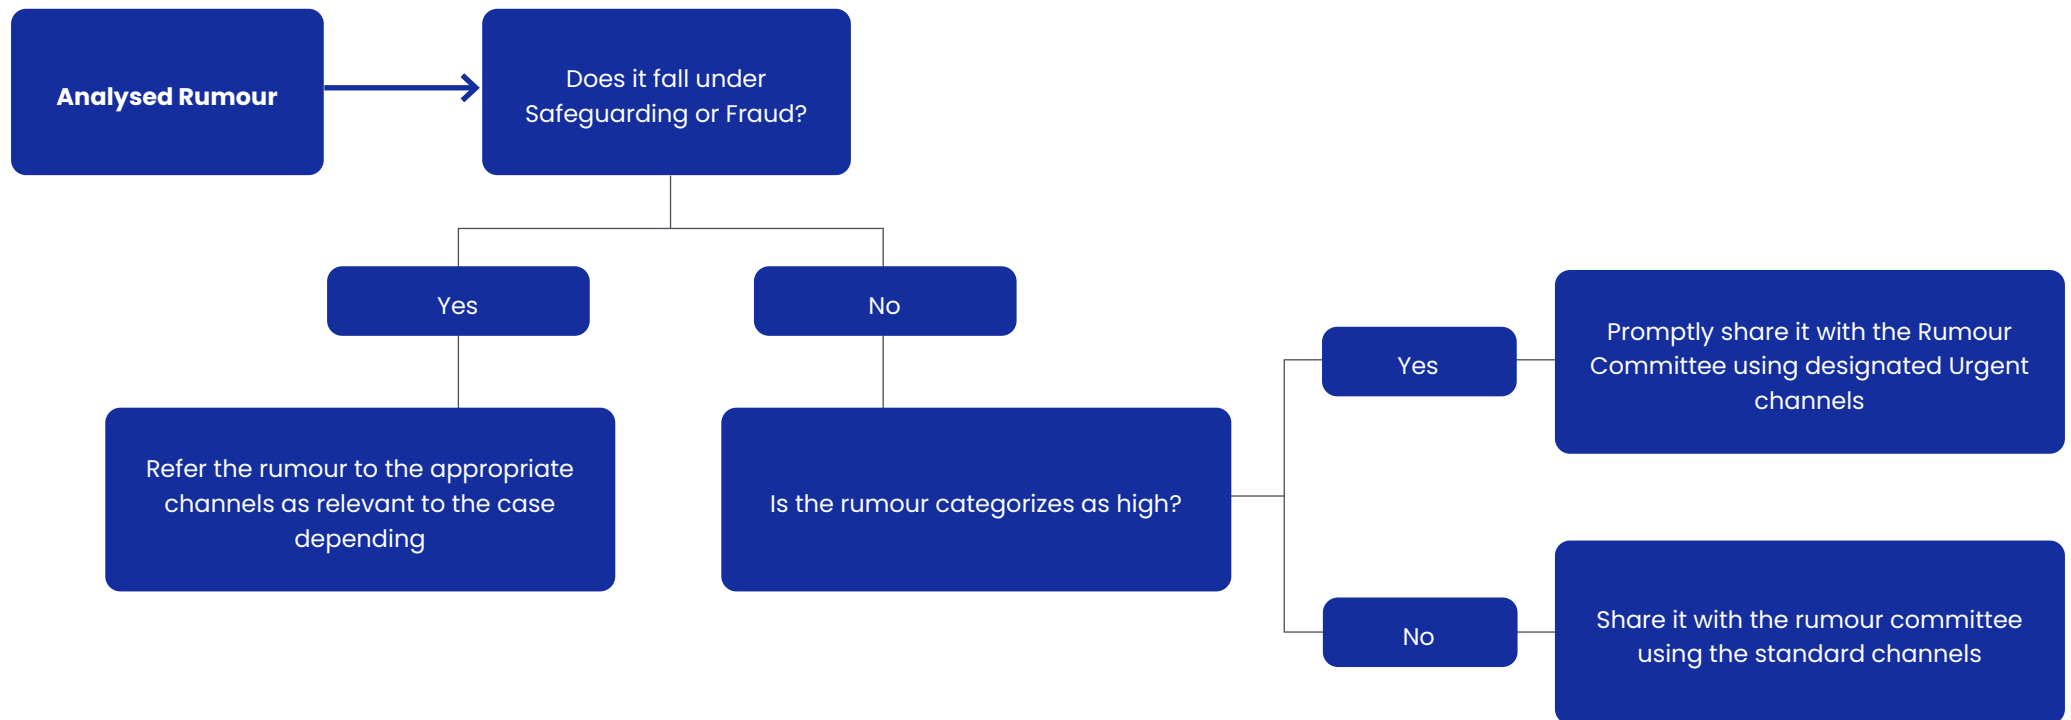 Analysed Rumour
Does it fall under
Safeguarding or Fraud?
Yes
No
Refer the rumour to the appropriate
channels as relevant to the case
depending
Is the rumour categorizes as high?
Yes
Promptly share it with the Rumour
Committee using designated Urgent
channels
No
Share it with the rumour committee
using the standard channels